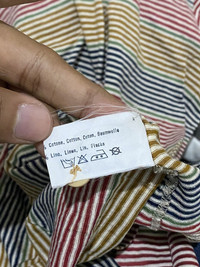 Cotone, Cotton, Coton, Baumwolle
Lino, Linen, Lin, Flachs